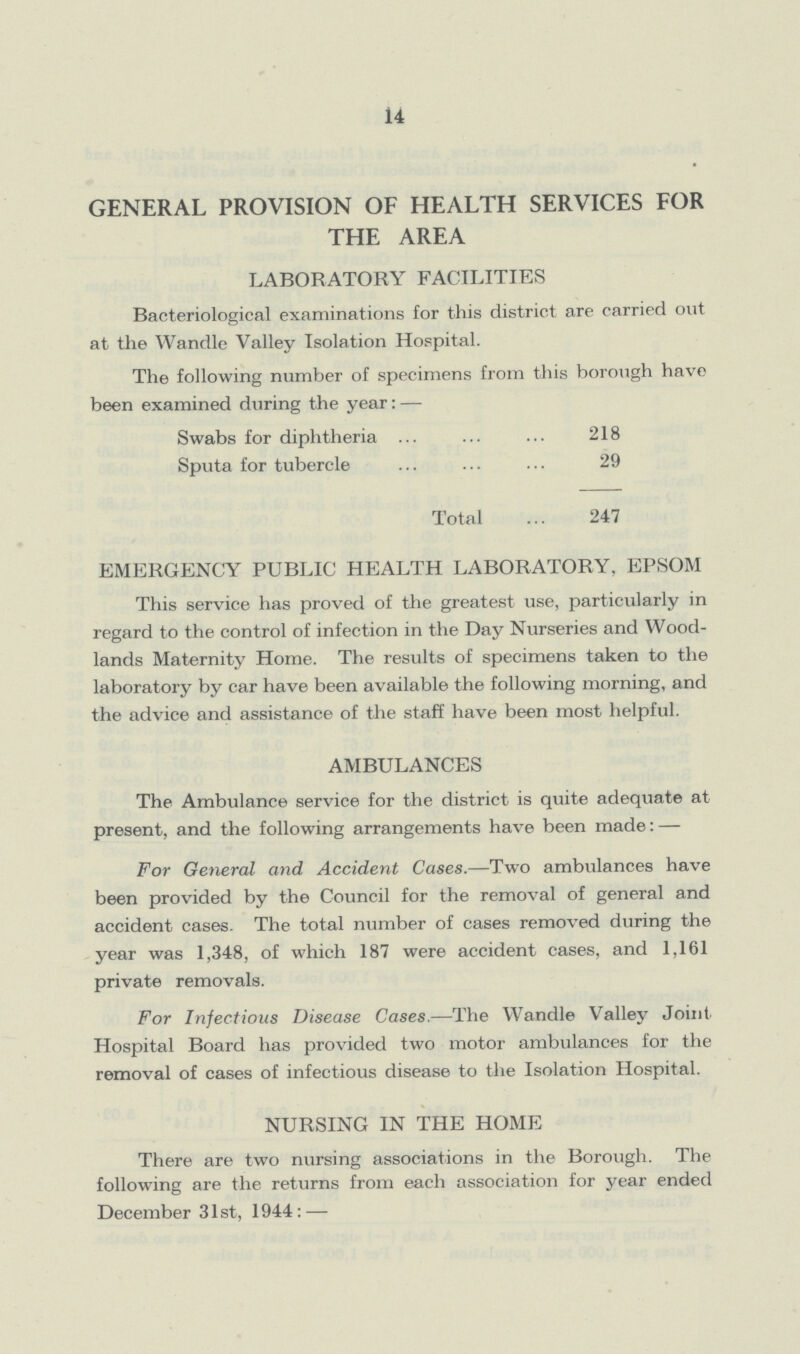 14
GENERAL PROVISION OF HEALTH SERVICES FOR
THE AREA
LABORATORY FACILITIES
Bacteriological examinations for this district are carried out
at the Wandle Valley Isolation Hospital.
The following number of specimens from this borough have
been examined during the year: —
Swabs for diphtheria ... ... ... 218
Sputa for tubercle ... ... ... 29
Total ... 247
EMERGENCY PUBLIC HEALTH LABORATORY, EPSOM
This service has proved of the greatest use, particularly in
regard to the control of infection in the Day Nurseries and Wood-
lands Maternity Home. The results of specimens taken to the
laboratory by car have been available the following morning, and
the advice and assistance of the staff have been most helpful.
AMBULANCES
The Ambulance service for the district is quite adequate at
present, and the following arrangements have been made: —
For General and Accident Cases.—Two ambulances have
been provided by the Council for the removal of general and
accident cases. The total number of cases removed during the
year was 1,348, of which 187 were accident cases, and 1,161
private removals.
For Infectious Disease Cases.—The Wandle Valley Joint
Hospital Board has provided two motor ambulances for the
removal of cases of infectious disease to the Isolation Hospital.
NURSING IN THE HOME
There are two nursing associations in the Borough. The
following are the returns from each association for year ended
December 31st, 1944: —